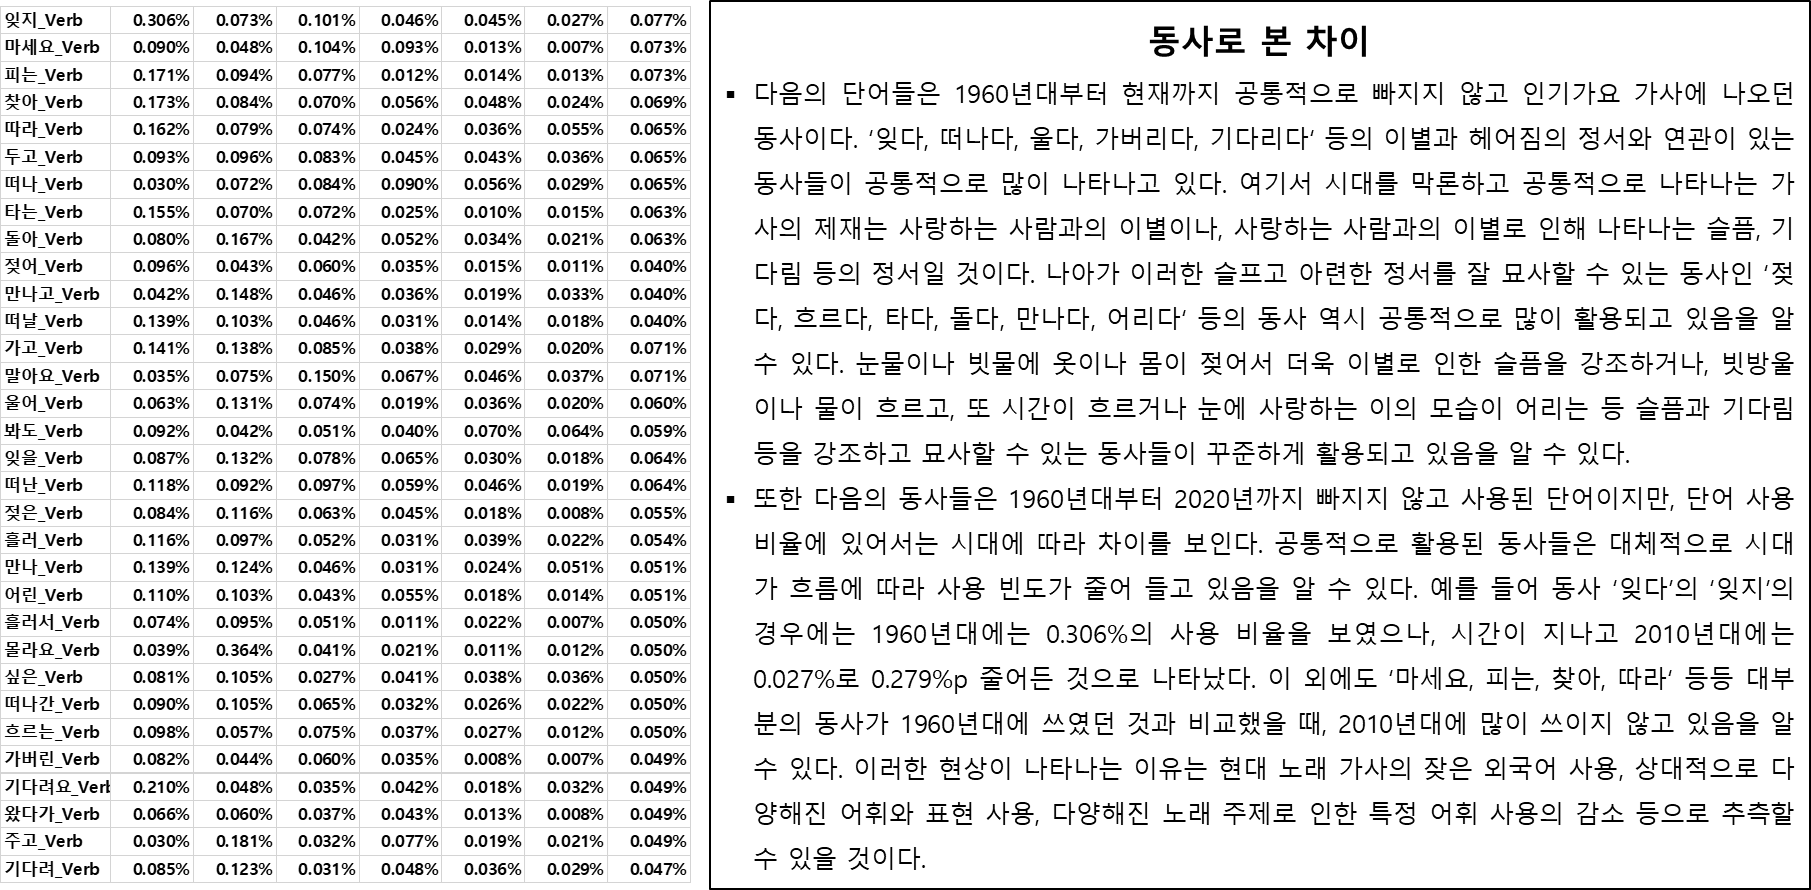 잊지_Verb 0.306% 0.073% 0.101% 0.046% 0.045% 0.027% 0.077%
마세요_Verb 0.090% 0.048% 0.104% 0.093% 0.013% 0.007% 0.073%
피는_Verb 0.171% 0.094% 0.077% 0.012% 0.014% 0.013% 0.073%
찾아_Verb 0.173% 0.084% 0.070% 0.056% 0.048% 0.024% 0.069%
따라_Verb 0.162% 0.079% 0.074% 0.024% 0.036% 0.055% 0.065%
두고_Verb 0.093% 0.096% 0.083% 0.045% 0.043% 0.036% 0.065%
떠나_Verb 0.030% 0.072% 0.084% 0.090% 0.056% 0.029% 0.065%
타는_Verb 0.155% 0.070% 0.072% 0.025% 0.010% 0.015% 0.063%
돌아_Verb 0.080% 0.167% 0.042% 0.052% 0.034% 0.021% 0.063%
젖어_Verb 0.096% 0.043% 0.060% 0.035% 0.015% 0.011% 0.040%
만나고_Verb 0.042% 0.148% 0.046% 0.036% 0.019% 0.033% 0.040%
떠날_Verb 0.139% 0.103% 0.046% 0.031% 0.014% 0.018% 0.040%
가고_Verb 0.141% 0.138% 0.085% 0.038% 0.029% 0.020% 0.071%
말아요_Verb 0.035% 0.075% 0.150% 0.067% 0.046% 0.037% 0.071%
울어_Verb 0.063% 0.131% 0.074% 0.019% 0.036% 0.020% 0.060%
봐도_Verb 0.092% 0.042% 0.051% 0.040% 0.070% 0.064% 0.059%
잊을_Verb 0.087% 0.132% 0.078% 0.065% 0.030% 0.018% 0.064%
떠난_Verb 0.118% 0.092% 0.097% 0.059% 0.046% 0.019% 0.064%
젖은_Verb 0.084% 0.116% 0.063% 0.045% 0.018% 0.008% 0.055%
흘러_Verb 0.116% 0.097% 0.052% 0.031% 0.039% 0.022% 0.054%
만나_Verb 0.139% 0.124% 0.046% 0.031% 0.024% 0.051% 0.051%
어린_Verb 0.110% 0.103% 0.043% 0.055% 0.018% 0.014% 0.051%
흘러서_Verb 0.074% 0.095% 0.051% 0.011% 0.022% 0.007% 0.050%
몰라요_Verb 0.039% 0.364% 0.041% 0.021% 0.011% 0.012% 0.050%
싶은_Verb 0.081% 0.105% 0.027% 0.041% 0.038% 0.036% 0.050%
떠나간_Verb 0.090% 0.105% 0.065% 0.032% 0.026% 0.022% 0.050%
흐르는_Verb 0.098% 0.057% 0.075% 0.037% 0.027% 0.012% 0.050%
가버린_Verb 0.082% 0.044% 0.060% 0.035% 0.008% 0.007% 0.049%
기다려요_Verb 0.210% 0.048% 0.035% 0.042% 0.018% 0.032% 0.049%
왔다가_Verb 0.066% 0.060% 0.037% 0.043% 0.013% 0.008% 0.049%
주고_Verb 0.030% 0.181% 0.032% 0.077% 0.019% 0.021% 0.049%
기다려_Verb 0.085% 0.123% 0.031% 0.048% 0.036% 0.029% 0.047%
동사로 본 차이
▪ 다음의 단어들은 1960년대부터 현재까지 공통적으로 빠지지 않고 인기가요 가사에 나오던
동사이다. ‘잊다, 떠나다, 울다, 가버리다, 기다리다‘ 등의 이별과 헤어짐의 정서와 연관이 있는
동사들이 공통적으로 많이 나타나고 있다. 여기서 시대를 막론하고 공통적으로 나타나는 가
사의 제재는 사랑하는 사람과의 이별이나, 사랑하는 사람과의 이별로 인해 나타나는 슬픔, 기
다림 등의 정서일 것이다. 나아가 이러한 슬프고 아련한 정서를 잘 묘사할 수 있는 동사인 ‘젖
다, 흐르다, 타다, 돌다, 만나다, 어리다‘ 등의 동사 역시 공통적으로 많이 활용되고 있음을 알
수 있다. 눈물이나 빗물에 옷이나 몸이 젖어서 더욱 이별로 인한 슬픔을 강조하거나, 빗방울
이나 물이 흐르고, 또 시간이 흐르거나 눈에 사랑하는 이의 모습이 어리는 등 슬픔과 기다림
등을 강조하고 묘사할 수 있는 동사들이 꾸준하게 활용되고 있음을 알 수 있다.
▪ 또한 다음의 동사들은 1960년대부터 2020년까지 빠지지 않고 사용된 단어이지만, 단어 사용
비율에 있어서는 시대에 따라 차이를 보인다. 공통적으로 활용된 동사들은 대체적으로 시대
가 흐름에 따라 사용 빈도가 줄어 들고 있음을 알 수 있다. 예를 들어 동사 ‘잊다’의 ‘잊지’의
경우에는 1960년대에는 0.306%의 사용 비율을 보였으나, 시간이 지나고 2010년대에는
0.027%로 0.279%p 줄어든 것으로 나타났다. 이 외에도 ‘마세요, 피는, 찾아, 따라‘ 등등 대부
분의 동사가 1960년대에 쓰였던 것과 비교했을 때, 2010년대에 많이 쓰이지 않고 있음을 알
수 있다. 이러한 현상이 나타나는 이유는 현대 노래 가사의 잦은 외국어 사용, 상대적으로 다
양해진 어휘와 표현 사용, 다양해진 노래 주제로 인한 특정 어휘 사용의 감소 등으로 추측할
수 있을 것이다.